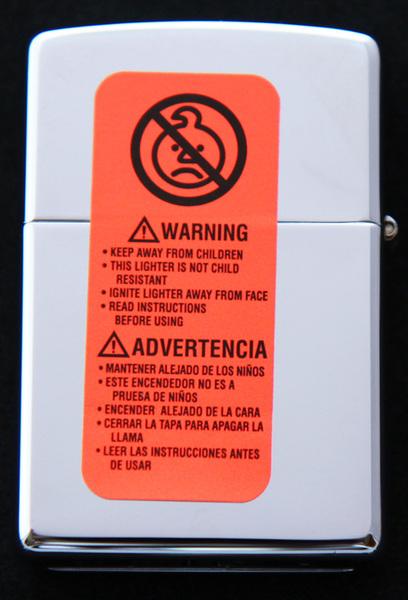 ⚠ WARNING
• KEEP AWAY FROM CHILDREN
• THIS LIGHTER IS NOT CHILD
RESISTANT
• IGNITE LIGHTER AWAY FROM FACE
• READ INSTRUCTIONS
BEFORE USING
⚠ ADVERTENCIA
• MANTENER ALEJADO DE LOS NIÑOS
• ESTE ENCENDEDOR NO ES A
PRUEBA DE NIÑOS
• ENCENDER ALEJADO DE LA CARA
• CERRAR LA TAPA PARA APAGAR LA
LLAMA
• LEER LAS INSTRUCCIONES ANTES
DE USAR